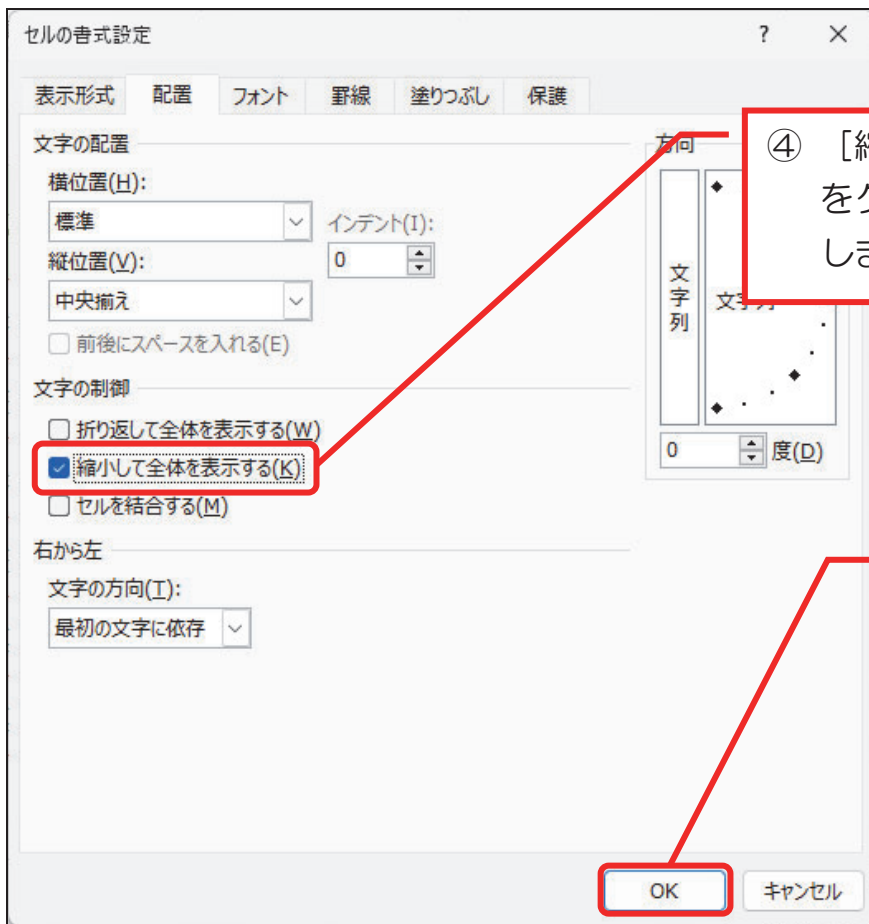 セルの書式設定
?
×
表示形式 配置 フォント 罫線 塗りつぶし 保護
文字の配置
横位置(H):
標準
インデント(I):
0
縦位置(V):
中央揃え
前後にスペースを入れる(E)
文字の制御
折り返して全体を表示する(W)
縮小して全体を表示する(K)
セルを結合する(M)
右から左
文字の方向(T):
最初の文字に依存
方向
文字列
0 度(D)
④ [縮
をク
しま
OK
キャンセル